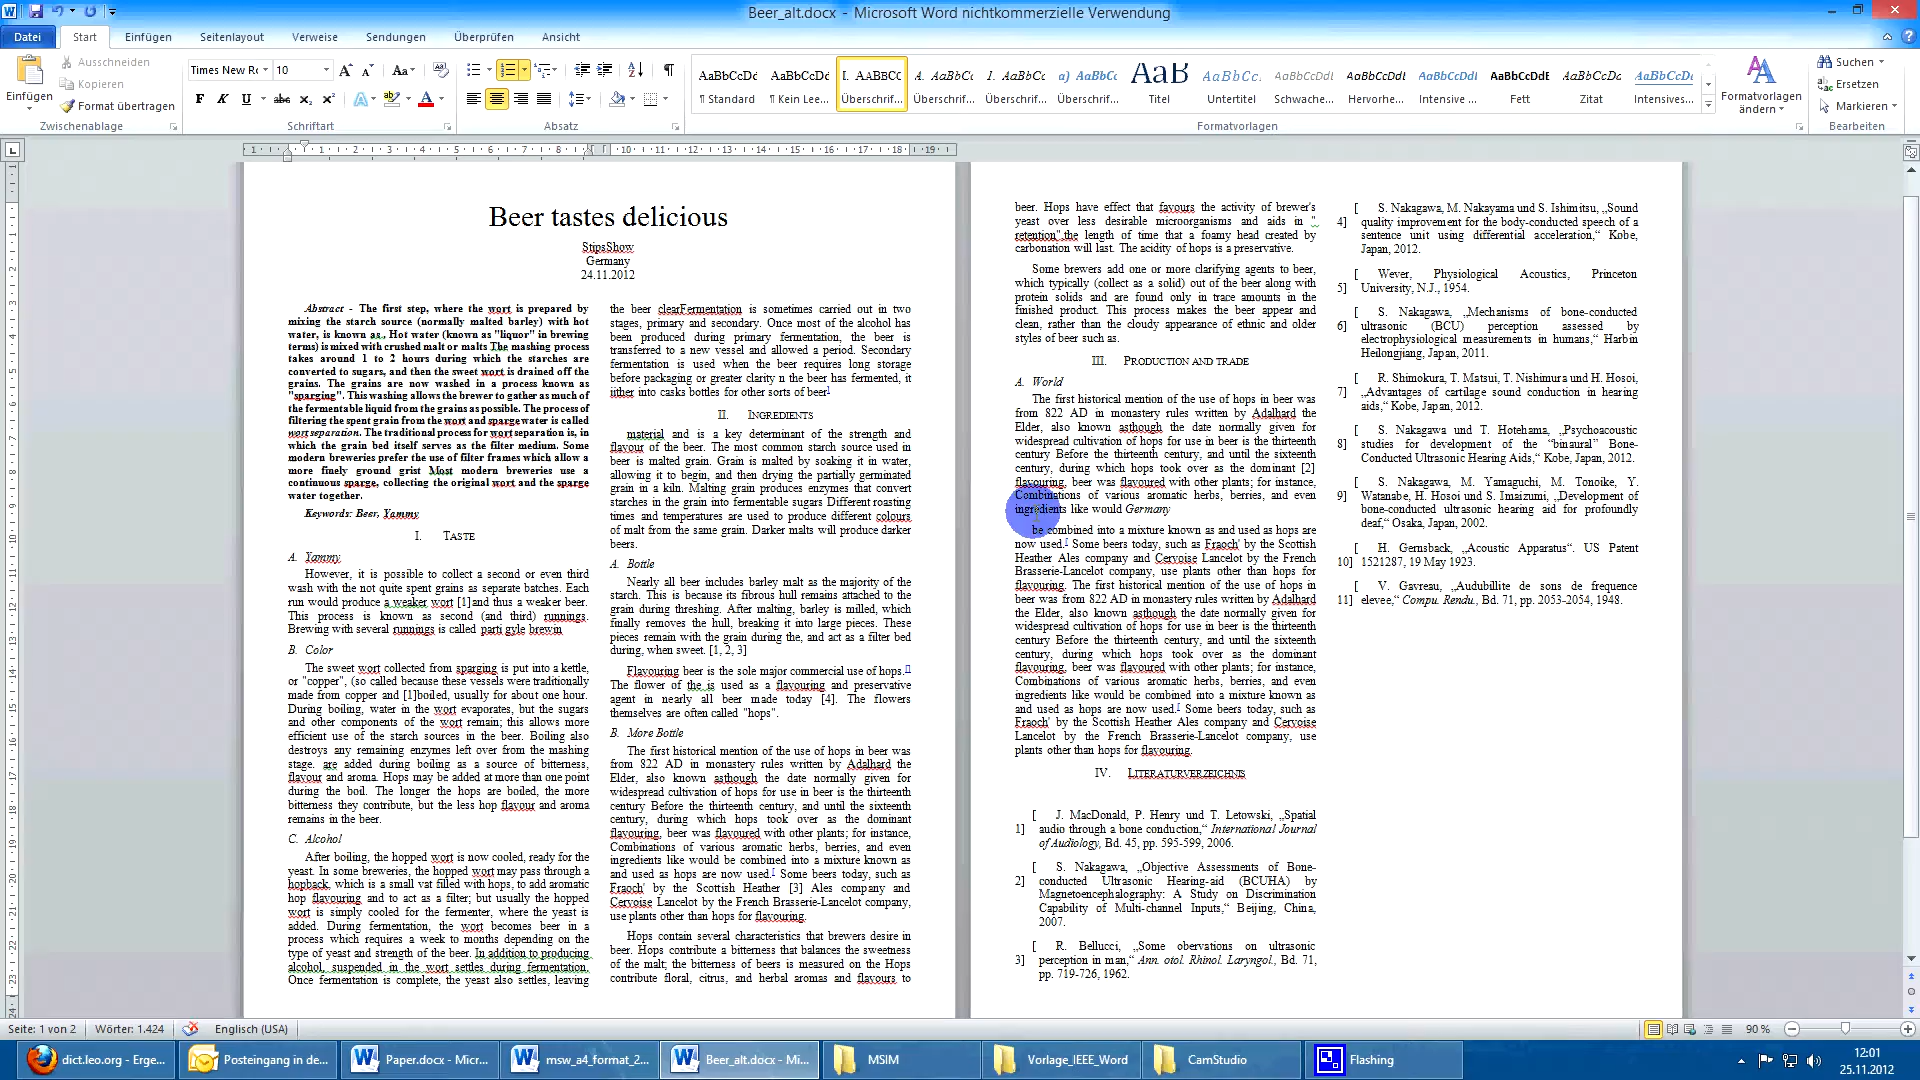 Beer_alt.docx - Microsoft Word nichtkommerzielle Verwendung
Datei Start Einfügen Seitenlayout Verweise Sendungen Überprüfen Ansicht
Ausschneiden
Kopieren
Einfügen
Format übertragen
Zwischenablage
Times New Rc 10
Schriftart
Absatz
AaBbCcDc AaBbCcDc I. AABBCC A. AaBbCc 1. AaBbCc a) AaBbCc AaB AaBbCc. AaBbCcDdl AaBbCcDc AaBbCcDdl AaBbCcDc AaBbCcDc AaBbCcDc
¶ Standard ¶ Kein Lee... Überschrif... Überschrif... Überschrif... Überschrif... Titel Untertitel Schwache... Hervorhe... Intensive ... Fett Zitat Intensives...
Formatvorlagen
Formatvorlagen ändern
Suchen
Ersetzen
Markieren
Bearbeiten
Beer tastes delicious
StipsShow
Germany
24.11.2012
Abstract - The first step, where the wort is prepared by
mixing the starch source (normally malted barley) with hot
water, is known as. Hot water (known as "liquor" in brewing
terms) is mixed with crushed malt or malts The mashing process
takes around 1 to 2 hours during which the starches are
converted to sugars, and then the sweet wort is drained off the
grains. The grains are now washed in a process known as
"sparging". This washing allows the brewer to gather as much of
the fermentable liquid from the grains as possible. The process of
filtering the spent grain from the wort and sparge water is called
wort separation. The traditional process for wort separation is, in
which the grain bed itself serves as the filter medium. Some
modern breweries prefer the use of filter frames which allow a
more finely ground grist Most modern breweries use a
continuous sparge, collecting the original wort and the sparge
water together.
Keywords: Beer, Yammy
I. TASTE
A. Yammy
However, it is possible to collect a second or even third
wash with the not quite spent grains as separate batches. Each
run would produce a weaker wort [1]and thus a weaker beer.
This process is known as second (and third) runnings.
Brewing with several runnings is called parti gyle brewin
B. Color
The sweet wort collected from sparging is put into a kettle,
or "copper", (so called because these vessels were traditionally
made from copper and [1]boiled, usually for about one hour.
During boiling, water in the wort evaporates, but the sugars
and other components of the wort remain; this allows more
efficient use of the starch sources in the beer. Boiling also
destroys any remaining enzymes left over from the mashing
stage. are added during boiling as a source of bitterness,
flavour and aroma. Hops may be added at more than one point
during the boil. The longer the hops are boiled, the more
bitterness they contribute, but the less hop flavour and aroma
remains in the beer.
C. Alcohol
After boiling, the hopped wort is now cooled, ready for the
yeast. In some breweries, the hopped wort may pass through a
hopback, which is a small vat filled with hops, to add aromatic
hop flavouring and to act as a filter; but usually the hopped
wort is simply cooled for the fermenter, where the yeast is
added. During fermentation, the wort becomes beer in a
process which requires a week to months depending on the
type of yeast and strength of the beer. In addition to producing
alcohol, suspended in the wort settles during fermentation.
Once fermentation is complete, the yeast also settles, leaving
the beer clearFermentation is sometimes carried out in two
stages, primary and secondary. Once most of the alcohol has
been produced during primary fermentation, the beer is
transferred to a new vessel and allowed a period. Secondary
fermentation is used when the beer requires long storage
before packaging or greater clarity n the beer has fermented, it
iither into casks bottles for other sorts of beer
II. INGREDIENTS
material and is a key determinant of the strength and
flavour of the beer. The most common starch source used in
beer is malted grain. Grain is malted by soaking it in water,
allowing it to begin, and then drying the partially germinated
grain in a kiln. Malting grain produces enzymes that convert
starches in the grain into fermentable sugars Different roasting
times and temperatures are used to produce different colours
of malt from the same grain. Darker malts will produce darker
beers.
A. Bottle
Nearly all beer includes barley malt as the majority of the
starch. This is because its fibrous hull remains attached to the
grain during threshing. After malting, barley is milled, which
finally removes the hull, breaking it into large pieces. These
pieces remain with the grain during the, and act as a filter bed
during, when sweet. [1, 2, 3]
Flavouring beer is the sole major commercial use of hops.
The flower of the is used as a flavouring and preservative
agent in nearly all beer made today [4]. The flowers
themselves are often called "hops".
B. More Bottle
The first historical mention of the use of hops in beer was
from 822 AD in monastery rules written by Adalhard the
Elder, also known asthough the date normally given for
widespread cultivation of hops for use in beer is the thirteenth
century Before the thirteenth century, and until the sixteenth
century, during which hops took over as the dominant
flavouring, beer was flavoured with other plants; for instance,
Combinations of various aromatic herbs, berries, and even
ingredients like would be combined into a mixture known as
and used as hops are now used. Some beers today, such as
Fraoch' by the Scottish Heather [3] Ales company and
Cervoise Lancelot by the French Brasserie-Lancelot company,
use plants other than hops for flavouring.
Hops contain several characteristics that brewers desire in
beer. Hops contribute a bitterness that balances the sweetness
of the malt; the bitterness of beers is measured on the Hops
contribute floral, citrus, and herbal aromas and flavours to
beer. Hops have effect that favours the activity of brewer's
yeast over less desirable microorganisms and aids in "
retention",the length of time that a foamy head created by
carbonation will last. The acidity of hops is a preservative.
Some brewers add one or more clarifying agents to beer,
which typically (collect as a solid) out of the beer along with
protein solids and are found only in trace amounts in the
finished product. This process makes the beer appear and
clean, rather than the cloudy appearance of ethnic and older
styles of beer such as.
III. PRODUCTION AND TRADE
A. World
The first historical mention of the use of hops in beer was
from 822 AD in monastery rules written by Adalhard the
Elder, also known asthough the date normally given for
widespread cultivation of hops for use in beer is the thirteenth
century Before the thirteenth century, and until the sixteenth
century, during which hops took over as the dominant [2]
flavouring, beer was flavoured with other plants; for instance,
Combinations of various aromatic herbs, berries, and even
ingredients like would Germany
be combined into a mixture known as and used as hops are
now used. Some beers today, such as Fraoch' by the Scottish
Heather Ales company and Cervoise Lancelot by the French
Brasserie-Lancelot company, use plants other than hops for
flavouring. The first historical mention of the use of hops in
beer was from 822 AD in monastery rules written by Adalhard
the Elder, also known asthough the date normally given for
widespread cultivation of hops for use in beer is the thirteenth
century Before the thirteenth century, and until the sixteenth
century, during which hops took over as the dominant
flavouring, beer was flavoured with other plants; for instance,
Combinations of various aromatic herbs, berries, and even
ingredients like would be combined into a mixture known as
and used as hops are now used. Some beers today, such as
Fraoch' by the Scottish Heather Ales company and Cervoise
Lancelot by the French Brasserie-Lancelot company, use
plants other than hops for flavouring.
IV. LITERATURVERZEICHNIS
[ J. MacDonald, P. Henry und T. Letowski, „Spatial
1] audio through a bone conduction,“ International Journal
of Audiology, Bd. 45, pp. 595-599, 2006.
[ S. Nakagawa, „Objective Assessments of Bone-
2] conducted Ultrasonic Hearing-aid (BCUHA) by
Magnetoencephalography: A Study on Discrimination
Capability of Multi-channel Inputs,“ Beijing, China,
2007.
[ R. Bellucci, „Some obervations on ultrasonic
3] perception in man,“ Ann. otol. Rhinol. Laryngol., Bd. 71,
pp. 719-726, 1962.
[ S. Nakagawa, M. Nakayama und S. Ishimitsu, „Sound
4] quality improvement for the body-conducted speech of a
sentence unit using differential acceleration,“ Kobe,
Japan, 2012.
[ Wever, Physiological Acoustics, Princeton
5] University, N.J., 1954.
[ S. Nakagawa, „Mechanisms of bone-conducted
6] ultrasonic (BCU) perception assessed by
electrophysiological measurements in humans,“ Harbin
Heilongjiang, Japan, 2011.
[ R. Shimokura, T. Matsui, T. Nishimura und H. Hosoi,
7] „Advantages of cartilage sound conduction in hearing
aids,“ Kobe, Japan, 2012.
[ S. Nakagawa und T. Hotehama, „Psychoacoustic
8] studies for development of the “binaural” Bone-
Conducted Ultrasonic Hearing Aids,“ Kobe, Japan, 2012.
[ S. Nakagawa, M. Yamaguchi, M. Tonoike, Y.
9] Watanabe, H. Hosoi und S. Imaizumi, „Development of
bone-conducted ultrasonic hearing aid for profoundly
deaf,“ Osaka, Japan, 2002.
[ H. Gernsback, „Acoustic Apparatus“. US Patent
10] 1521287, 19 May 1923.
[ V. Gavreau, „Audubillite de sons de frequence
11] elevee,“ Compu. Rendu., Bd. 71, pp. 2053-2054, 1948.
Seite: 1 von 2 Wörter: 1.424 Englisch (USA) 90 %
dict.leo.org - Erge... Posteingang in de... Paper.docx - Micr... msw_a4_format_2... Beer_alt.docx - Mi... MSIM Vorlage_IEEE_Word CamStudio Flashing
12:01
25.11.2012